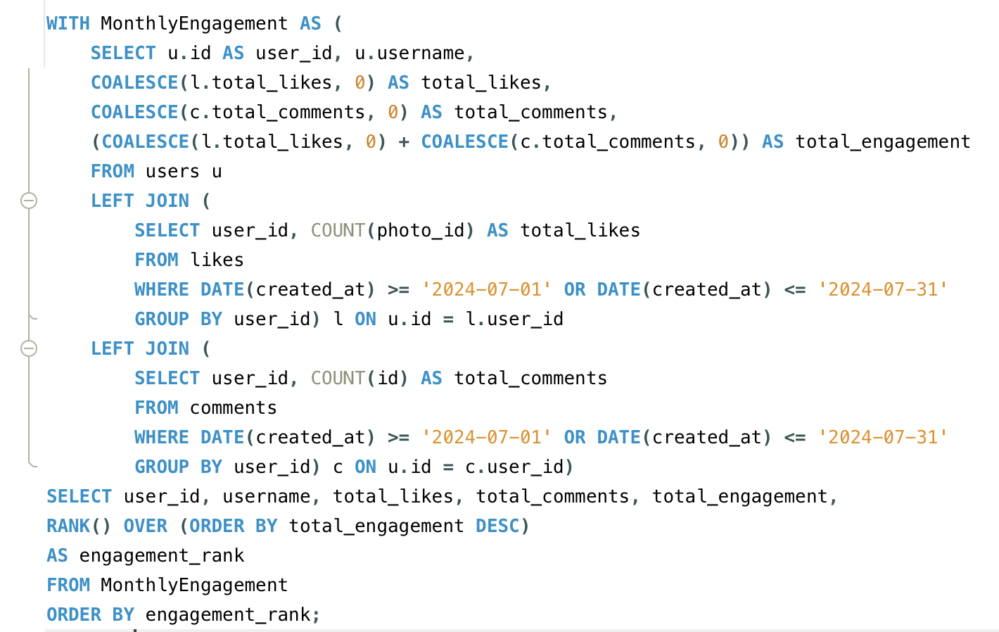 WITH MonthlyEngagement AS (
    SELECT u.id AS user_id, u.username,
    COALESCE(l.total_likes, 0) AS total_likes,
    COALESCE(c.total_comments, 0) AS total_comments,
    (COALESCE(l.total_likes, 0) + COALESCE(c.total_comments, 0)) AS total_engagement
    FROM users u
    LEFT JOIN (
        SELECT user_id, COUNT(photo_id) AS total_likes
        FROM likes
        WHERE DATE(created_at) >= '2024-07-01' OR DATE(created_at) <= '2024-07-31'
        GROUP BY user_id) l ON u.id = l.user_id
    LEFT JOIN (
        SELECT user_id, COUNT(id) AS total_comments
        FROM comments
        WHERE DATE(created_at) >= '2024-07-01' OR DATE(created_at) <= '2024-07-31'
        GROUP BY user_id) c ON u.id = c.user_id)
SELECT user_id, username, total_likes, total_comments, total_engagement,
RANK() OVER (ORDER BY total_engagement DESC)
AS engagement_rank
FROM MonthlyEngagement
ORDER BY engagement_rank;